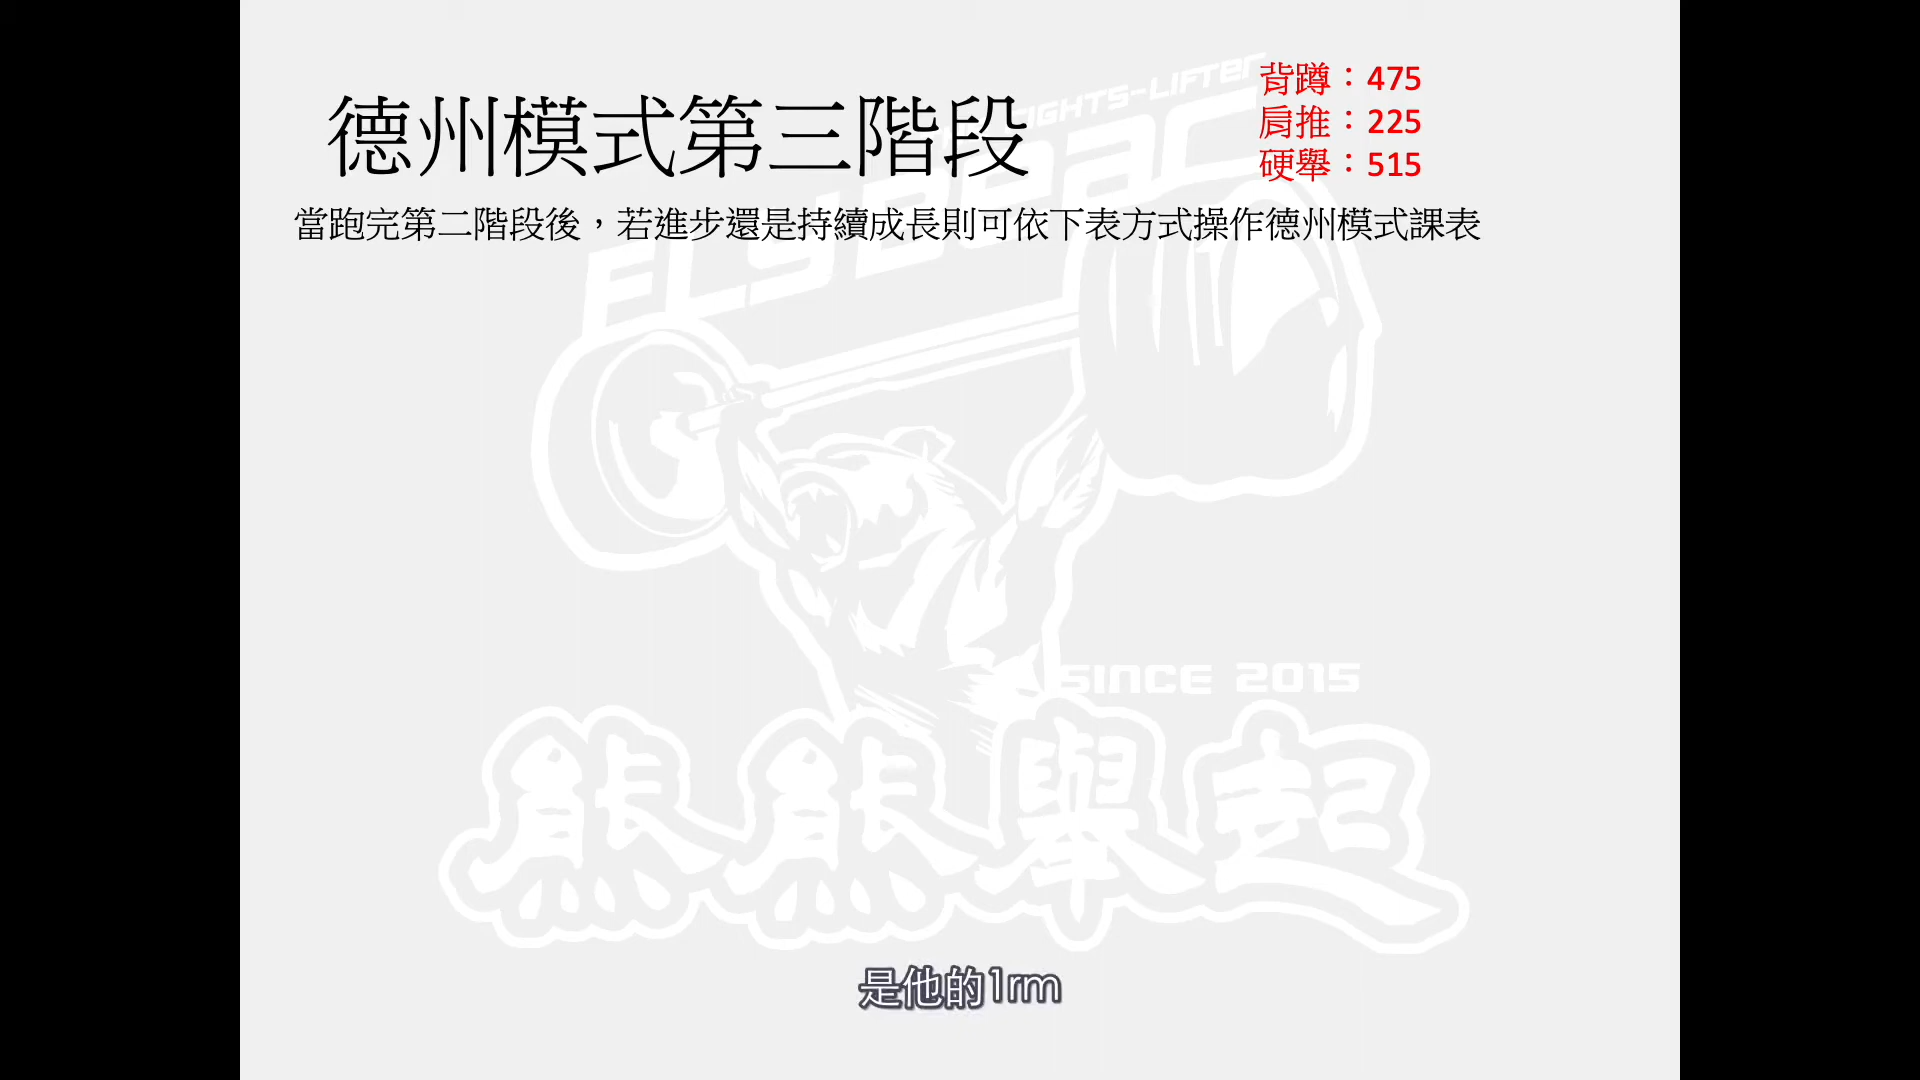 德州模式第三階段
背蹲：475
肩推：225
硬舉：515
當跑完第二階段後，若進步還是持續成長則可依下表方式操作德州模式課表
SINCE 2015
熊熊舉起
是他的1rm